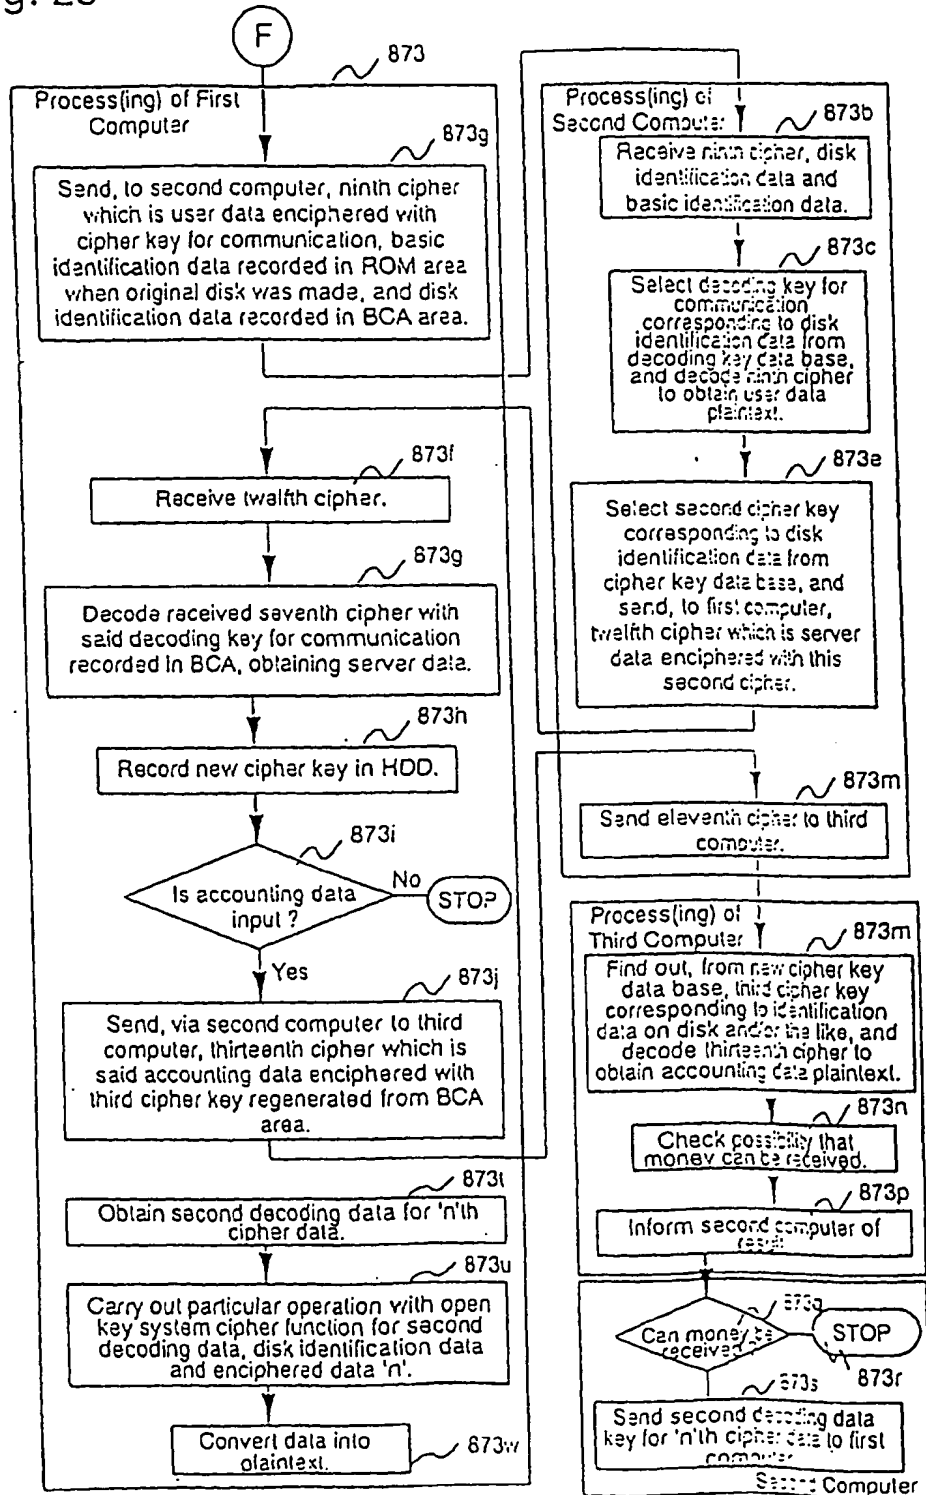 g. 28
F
873
Process(ing) of First
Computer
873g
Send, to second computer, ninth cipher
which is user data enciphered with
cipher key for communication, basic
identification data recorded in ROM area
when original disk was made, and disk
identification data recorded in BCA area.
873f
Receive twelfth cipher.
873g
Decode received seventh cipher with
said decoding key for communication
recorded in BCA, obtaining server data.
873h
Record new cipher key in HDD.
873i
Is accounting data
input ?
No
STOP
Yes
873j
Send, via second computer to third
computer, thirteenth cipher which is
said accounting data enciphered with
third cipher key regenerated from BCA
area.
873t
Obtain second decoding data for 'n'th
cipher data.
873u
Carry out particular operation with open
key system cipher function for second
decoding data, disk identification data
and enciphered data 'n'.
Convert data into
plaintext.
873w
Process(ing) of
Second Computer
873b
Receive ninth cipher, disk
identification data and
basic identification data.
873c
Select decoding key for
communication
corresponding to disk
identification data from
decoding key data base,
and decode ninth cipher
to obtain user data
plaintext.
873e
Select second cipher key
corresponding to disk
identification data from
cipher key data base, and
send, to first computer,
twelfth cipher which is server
data enciphered with this
second cipher.
873m
Send eleventh cipher to third
computer.
Process(ing) of
Third Computer
873m
Find out, from new cipher key
data base, third cipher key
corresponding to identification
data on disk and/or the like, and
decode thirteenth cipher to
obtain accounting data plaintext.
873n
Check possibility that
money can be received.
873p
Inform second computer of
result.
873q
Can money be
received
STOP
873r
873s
Send second decoding data
key for 'n'th cipher data to first
computer
Second Computer